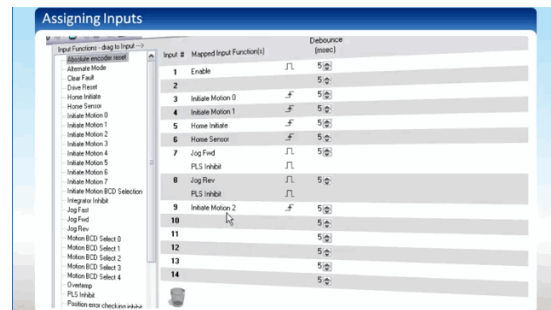 Assigning Inputs
Input Functions - drag to Input -->
Absolute encoder reset
Alternate Mode
Clear Fault
Drive Reset
Home Initiate
Home Sensor
Initiate Motion 0
Initiate Motion 1
Initiate Motion 2
Initiate Motion 3
Initiate Motion 4
Initiate Motion 5
Initiate Motion 6
Initiate Motion 7
Initiate Motion BCD Selection
Integrator Inhibit
Jog Fast
Jog Fwd
Jog Rev
Motion BCD Select 0
Motion BCD Select 1
Motion BCD Select 2
Motion BCD Select 3
Motion BCD Select 4
Overtemp
PLS Inhibit
Position error checking inhibit
Debounce
Input # Mapped Input Function(s) (msec)
1 Enable 5
2 5
3 Initiate Motion 0 5
4 Initiate Motion 1 5
5 Home Initiate 5
6 Home Sensor 5
7 Jog Fwd 5
PLS Inhibit
8 Jog Rev 5
PLS Inhibit
9 Initiate Motion 2 5
10 5
11 5
12 5
13 5
14 5